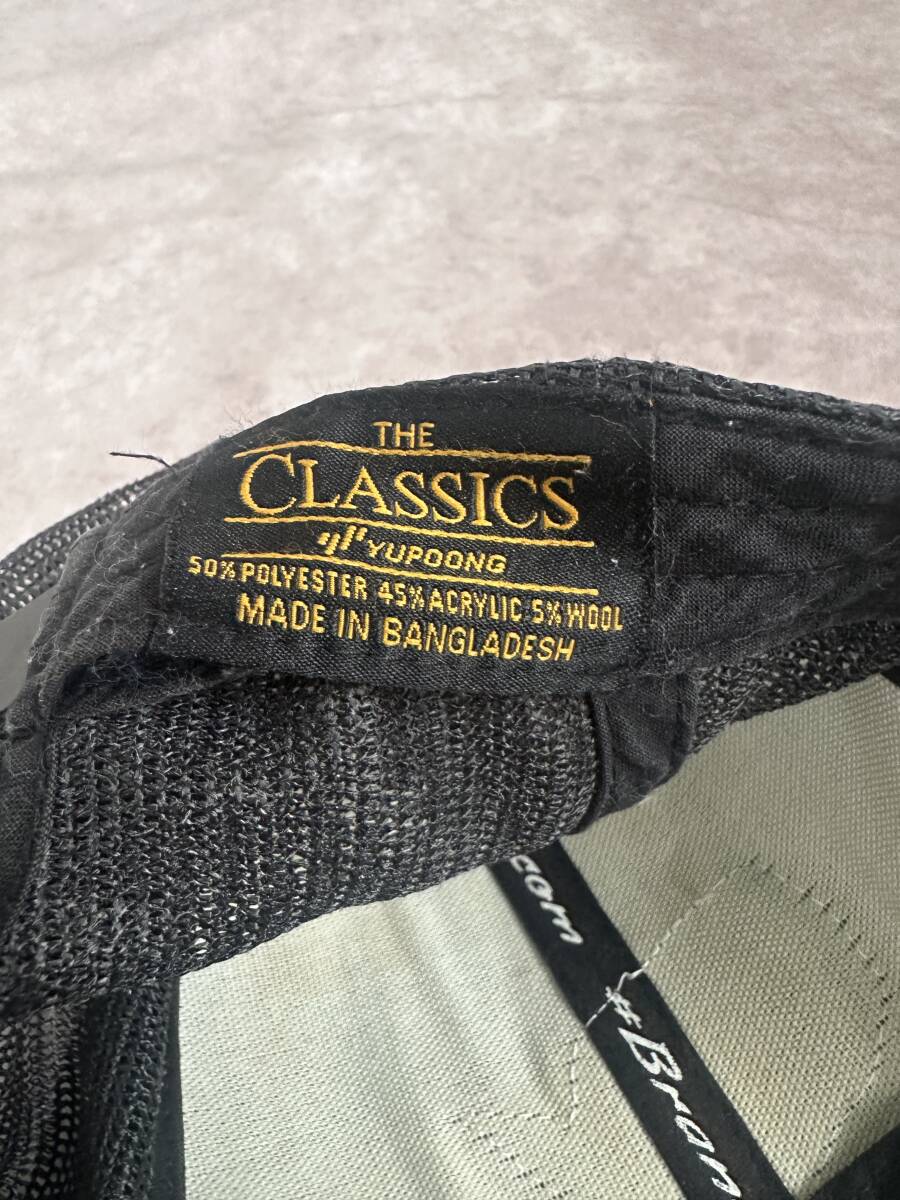 THE
CLASSICS
YUPOONG
50% POLYESTER 45% ACRYLIC 5% WOOL
MADE IN BANGLADESH
.com
#Bran